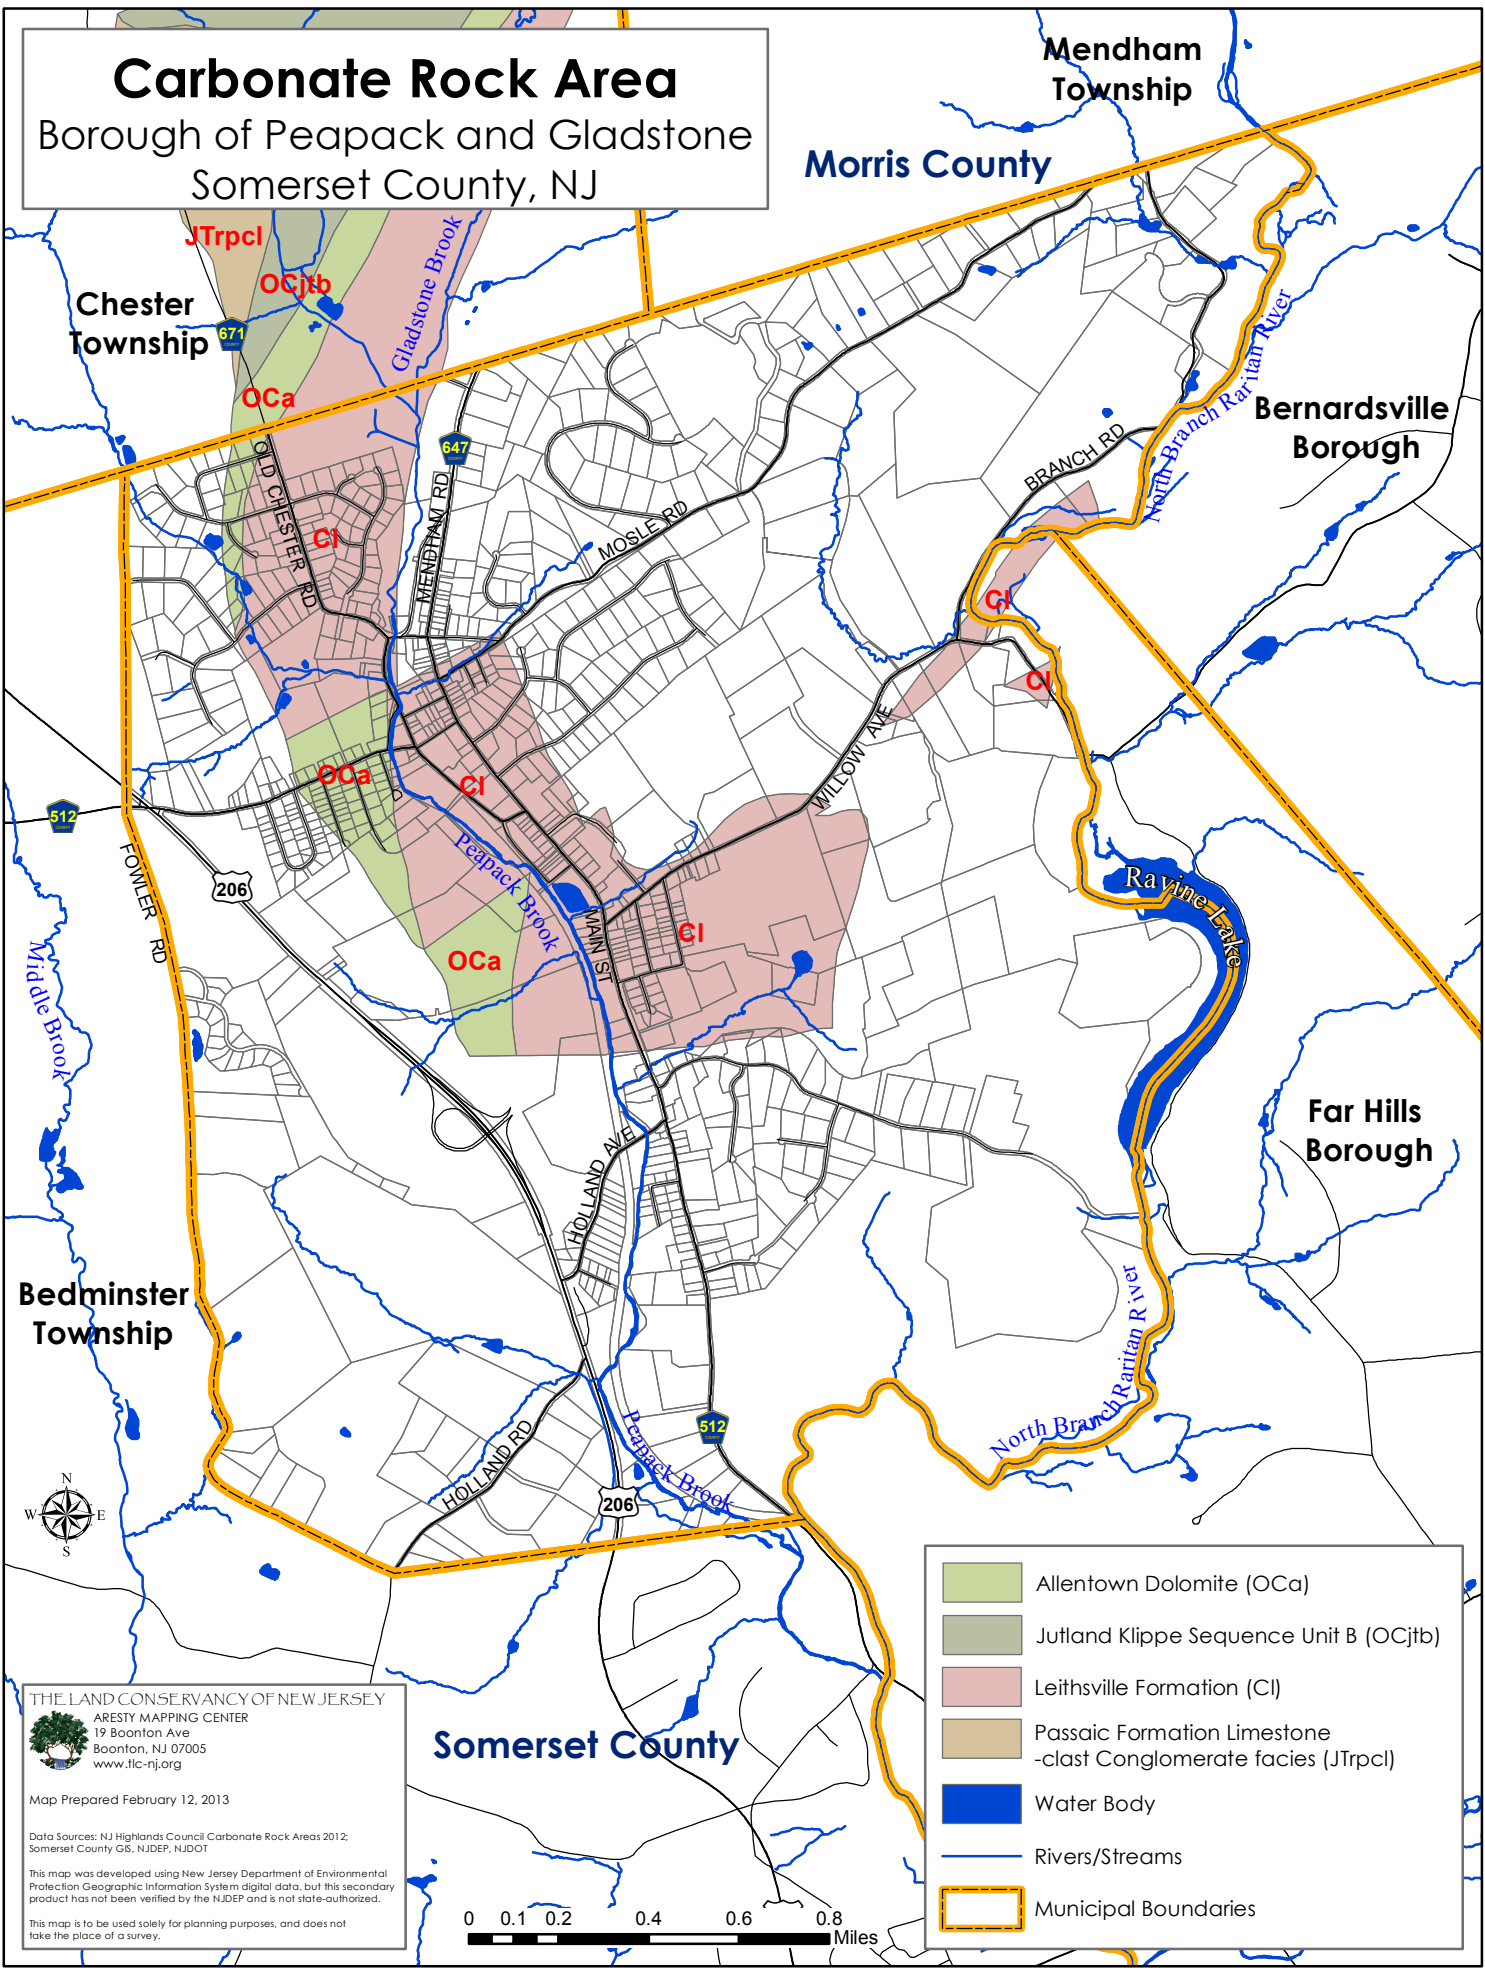 Carbonate Rock Area
Borough of Peapack and Gladstone
Somerset County, NJ
Mendham
Township
Morris County
JTrpcl
OCjtb
Gladstone Brook
Chester
Township
671
COUNTY
OCa
North Branch Raritan River
Bernardsville
Borough
647
COUNTY
OLD CHESTER RD
MENDHAM RD
BRANCH RD
MOSLE RD
Cl
Cl
Cl
OCa
Cl
WILLOW AVE
512
COUNTY
FOWLER RD
206
Peapack Brook
MAIN ST
Cl
OCa
Ravine Lake
Middle Brook
Far Hills
Borough
HOLLAND AVE
Bedminster
Township
North Branch Raritan River
512
COUNTY
Peapack Brook
HOLLAND RD
206
N
W
E
S
Somerset County
Allentown Dolomite (OCa)
Jutland Klippe Sequence Unit B (OCjtb)
Leithsville Formation (Cl)
Passaic Formation Limestone
-clast Conglomerate facies (JTrpcl)
Water Body
Rivers/Streams
Municipal Boundaries
THE LAND CONSERVANCY OF NEW JERSEY
ARESTY MAPPING CENTER
19 Boonton Ave
Boonton, NJ 07005
www.tlc-nj.org
Map Prepared February 12, 2013
Data Sources: NJ Highlands Council Carbonate Rock Areas 2012;
Somerset County GIS, NJDEP, NJDOT
This map was developed using New Jersey Department of Environmental
Protection Geographic Information System digital data, but this secondary
product has not been verified by the NJDEP and is not state-authorized.
This map is to be used solely for planning purposes, and does not
take the place of a survey.
0 0.1 0.2 0.4 0.6 0.8
Miles